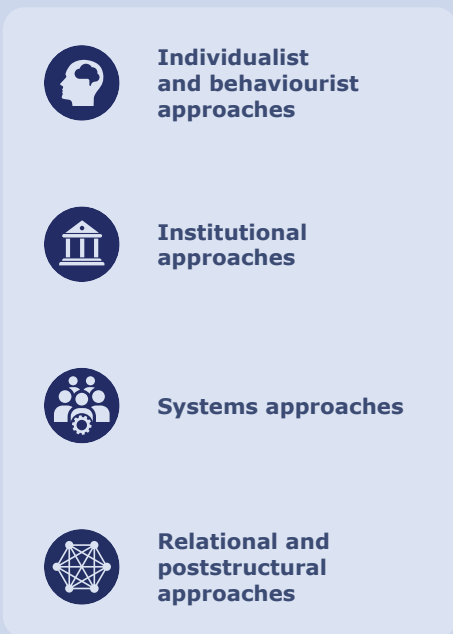 Individualist
and behaviourist
approaches
Institutional
approaches
Systems approaches
Relational and
poststructural
approaches